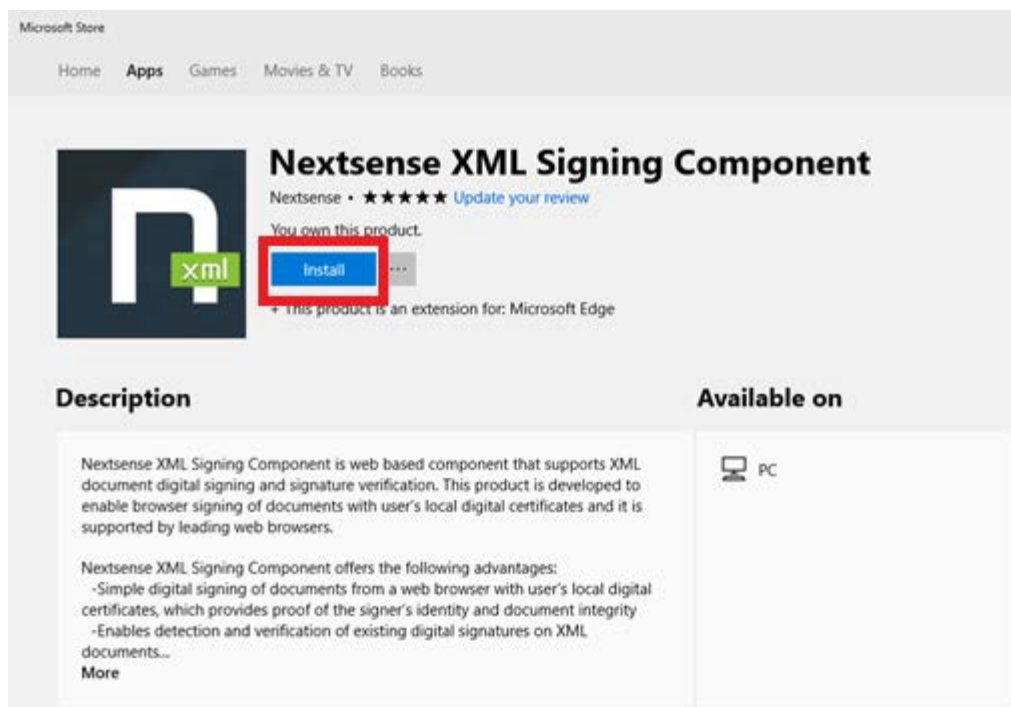 Microsoft Store
Home Apps Games Movies & TV Books
n
xml
Nextsense XML Signing Component
Nextsense • ★★★★★ Update your review
You own this product.
Install ...
+ This product is an extension for: Microsoft Edge
Description
Available on
Nextsense XML Signing Component is web based component that supports XML
document digital signing and signature verification. This product is developed to
enable browser signing of documents with user's local digital certificates and it is
supported by leading web browsers.
Nextsense XML Signing Component offers the following advantages:
-Simple digital signing of documents from a web browser with user's local digital
certificates, which provides proof of the signer's identity and document integrity
-Enables detection and verification of existing digital signatures on XML
documents...
More
PC